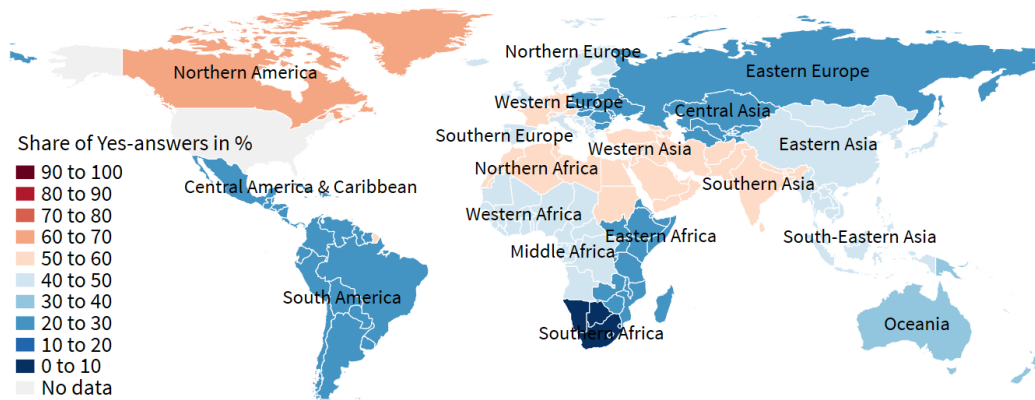 Northern Europe
Northern America
Eastern Europe
Western Europe
Central Asia
Southern Europe
Share of Yes-answers in %
Western Asia
Eastern Asia
90 to 100
Northern Africa
80 to 90
Central America & Caribbean
Southern Asia
70 to 80
Western Africa
60 to 70
Eastern Africa
South-Eastern Asia
50 to 60
Middle Africa
40 to 50
30 to 40
South America
20 to 30
Oceania
Southern Africa
10 to 20
0 to 10
No data